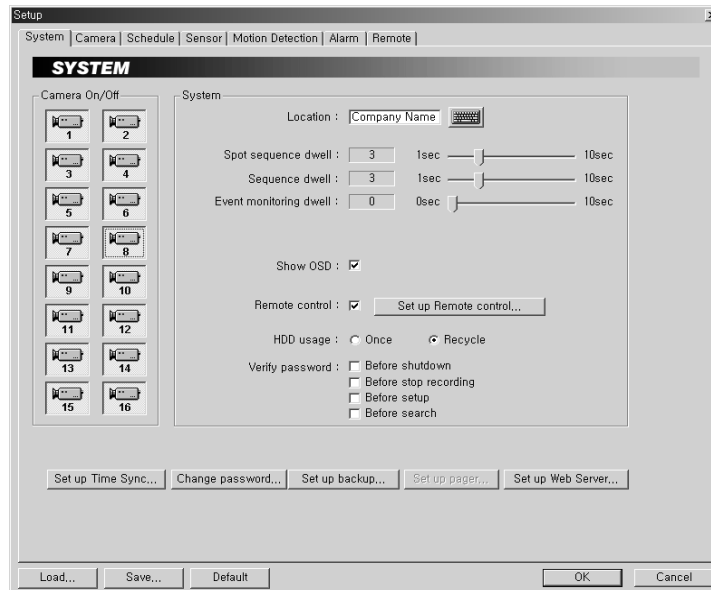 Setup
System Camera Schedule Sensor Motion Detection Alarm Remote
SYSTEM
Camera On/Off
1 2
3 4
5 6
7 8
9 10
11 12
13 14
15 16
System
Location : Company Name
Spot sequence dwell : 3 1sec 10sec
Sequence dwell : 3 1sec 10sec
Event monitoring dwell : 0 0sec 10sec
Show OSD :
Remote control : Set up Remote control...
HDD usage : Once Recycle
Verify password : Before shutdown
Before stop recording
Before setup
Before search
Set up Time Sync... Change password... Set up backup... Set up pager... Set up Web Server...
Load... Save... Default OK Cancel